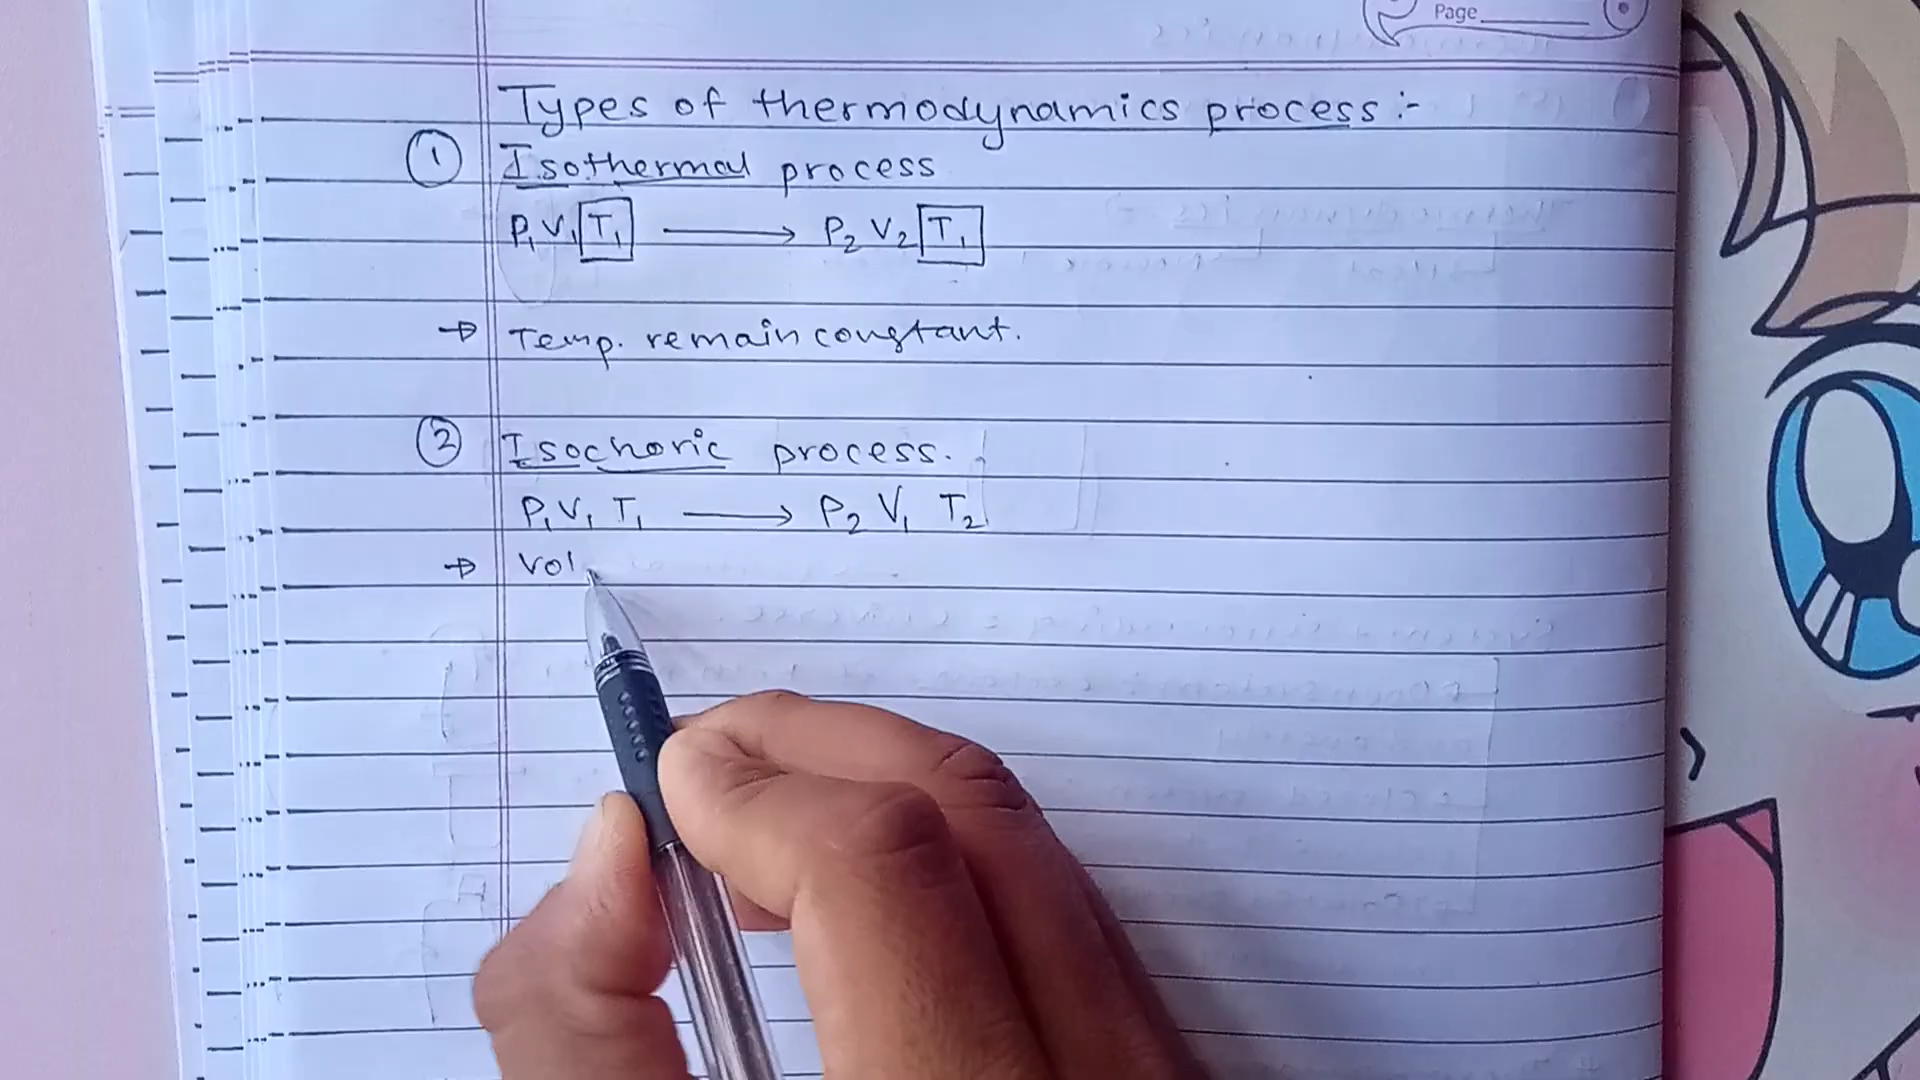 Page
Types of thermodynamics process :-
① Isothermal process
P₁ V₁ T₁ ⟶ P₂ V₂ T₁
→ Temp. remain constant.
② Isochoric process.
P₁ V₁ T₁ ⟶ P₂ V₁ T₂
→ Vol